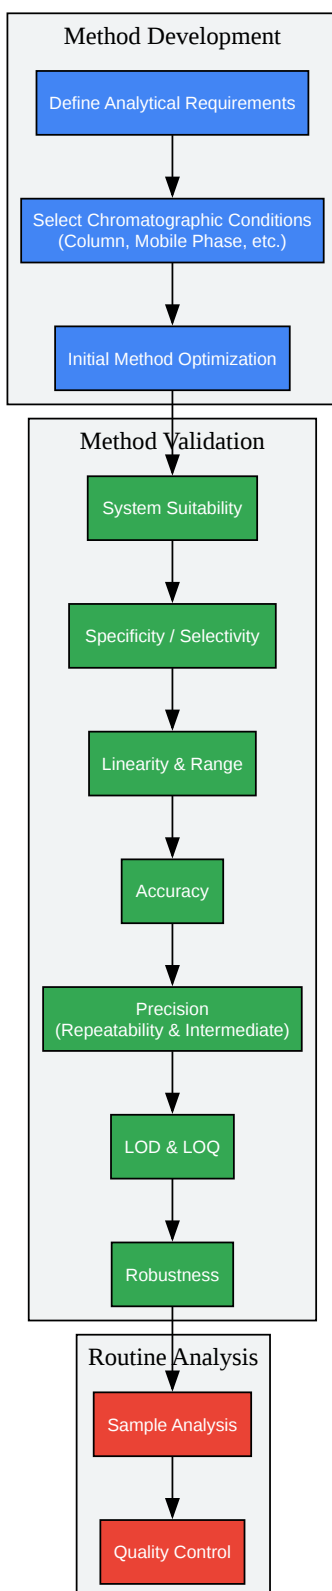 Method Development
Define Analytical Requirements
Select Chromatographic Conditions
(Column, Mobile Phase, etc.)
Initial Method Optimization
Method Validation
System Suitability
Specificity / Selectivity
Linearity & Range
Accuracy
Precision
(Repeatability & Intermediate)
LOD & LOQ
Robustness
Routine Analysis
Sample Analysis
Quality Control